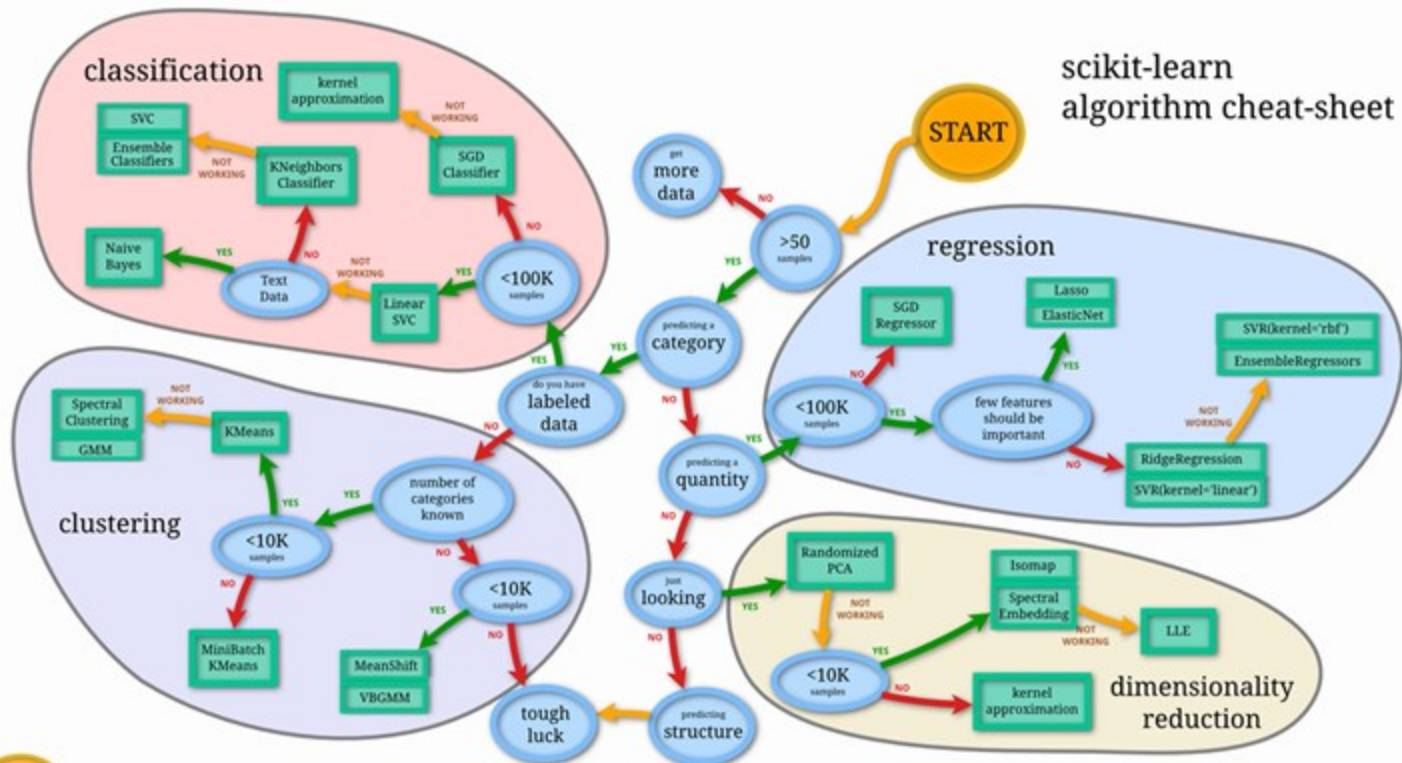 scikit-learn
algorithm cheat-sheet
START
classification
kernel
approximation
NOT
WORKING
SVC
Ensemble
Classifiers
NOT
WORKING
KNeighbors
Classifier
SGD
Classifier
NO
NO
Naive
Bayes
YES
Text
Data
NOT
WORKING
Linear
SVC
YES
<100K
samples
YES
get
more
data
NO
>50
samples
YES
predicting a
category
YES
NO
do you have
labeled
data
NO
predicting a
quantity
YES
NO
just
looking
YES
NO
predicting
structure
tough
luck
regression
SGD
Regressor
NO
Lasso
ElasticNet
YES
SVR(kernel='rbf')
EnsembleRegressors
NOT
WORKING
<100K
samples
YES
few features
should be
important
NO
RidgeRegression
SVR(kernel='linear')
clustering
Spectral
Clustering
GMM
NOT
WORKING
KMeans
YES
number of
categories
known
YES
NO
<10K
samples
NO
MiniBatch
KMeans
<10K
samples
YES
NO
MeanShift
VBGMM
dimensionality
reduction
Randomized
PCA
NOT
WORKING
<10K
samples
YES
NO
Isomap
Spectral
Embedding
NOT
WORKING
LLE
kernel
approximation